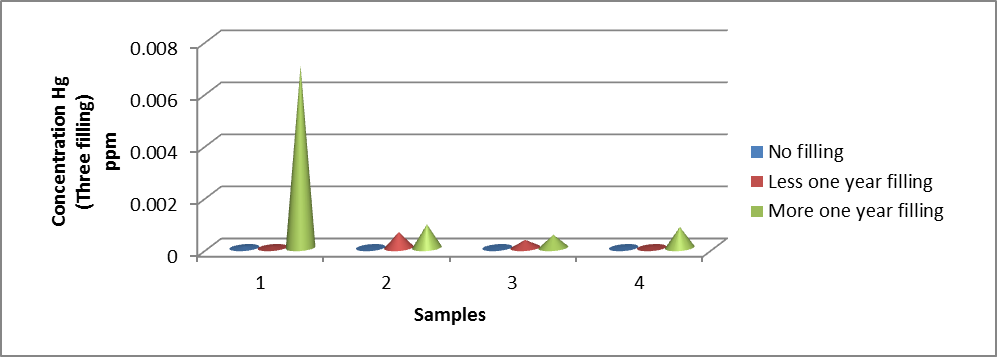 Concentration Hg
(Three filling)
ppm
0.008
0.006
0.004
0.002
0
1 2 3 4
Samples
No filling
Less one year filling
More one year filling